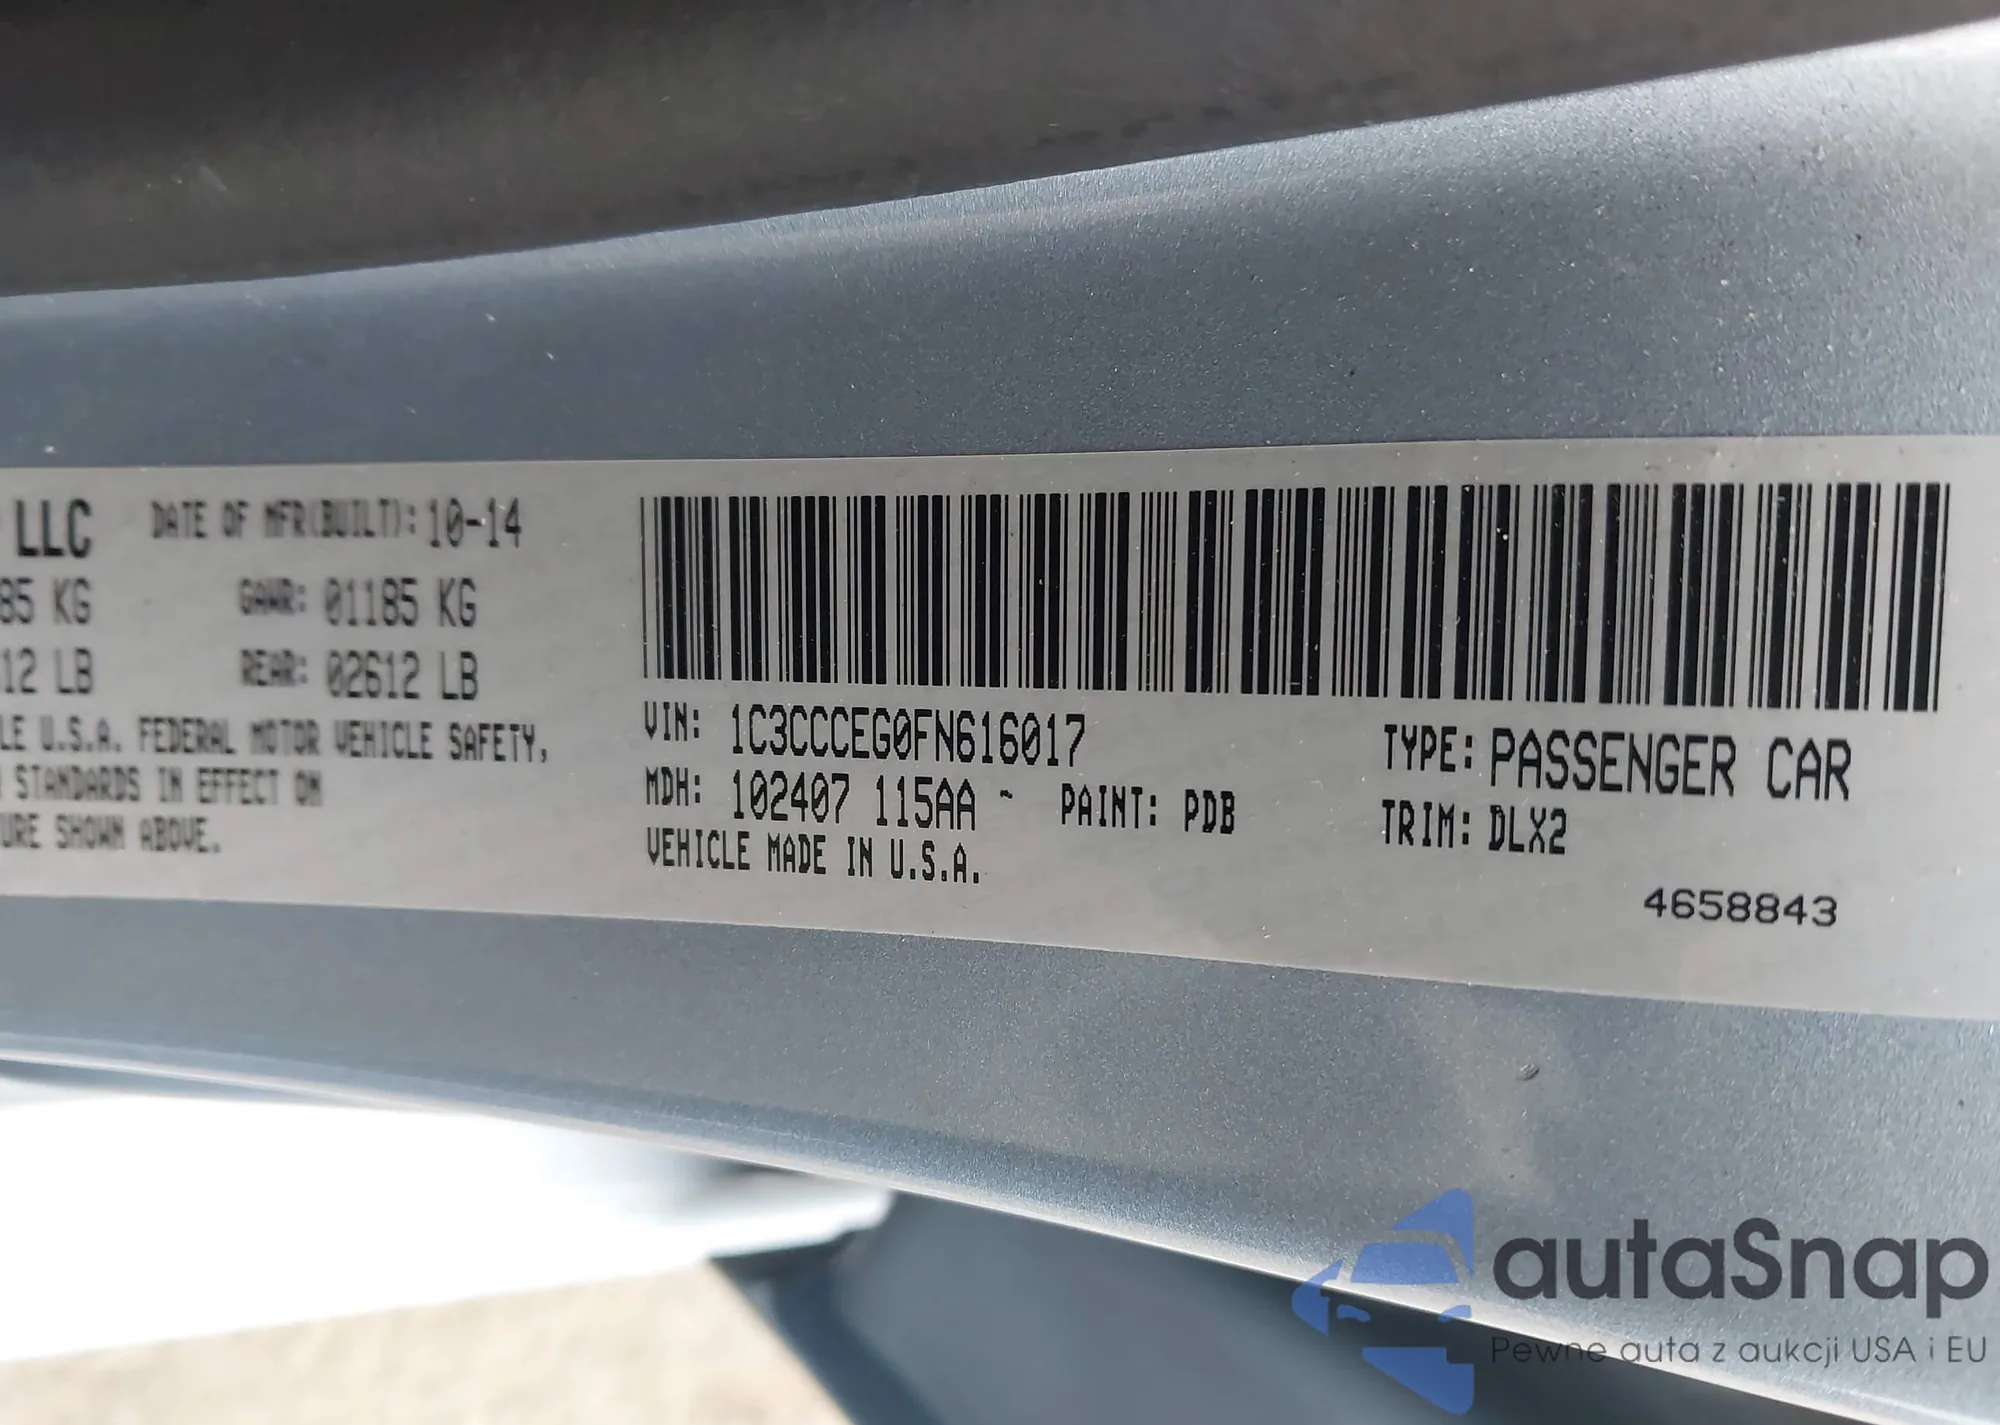 LLC DATE OF MFR(BUILT): 10-14
85 KG GAWR: 01185 KG
12 LB REAR: 02612 LB
LE U.S.A. FEDERAL MOTOR VEHICLE SAFETY,
STANDARDS IN EFFECT ON
URE SHOWN ABOVE.
VIN: 1C3CCCEG0FN616017 TYPE: PASSENGER CAR
MDH: 102407 115AA ~ PAINT: PDB TRIM: DLX2
VEHICLE MADE IN U.S.A.
4658843
autaSnap
Pewne auta z aukcji USA i EU